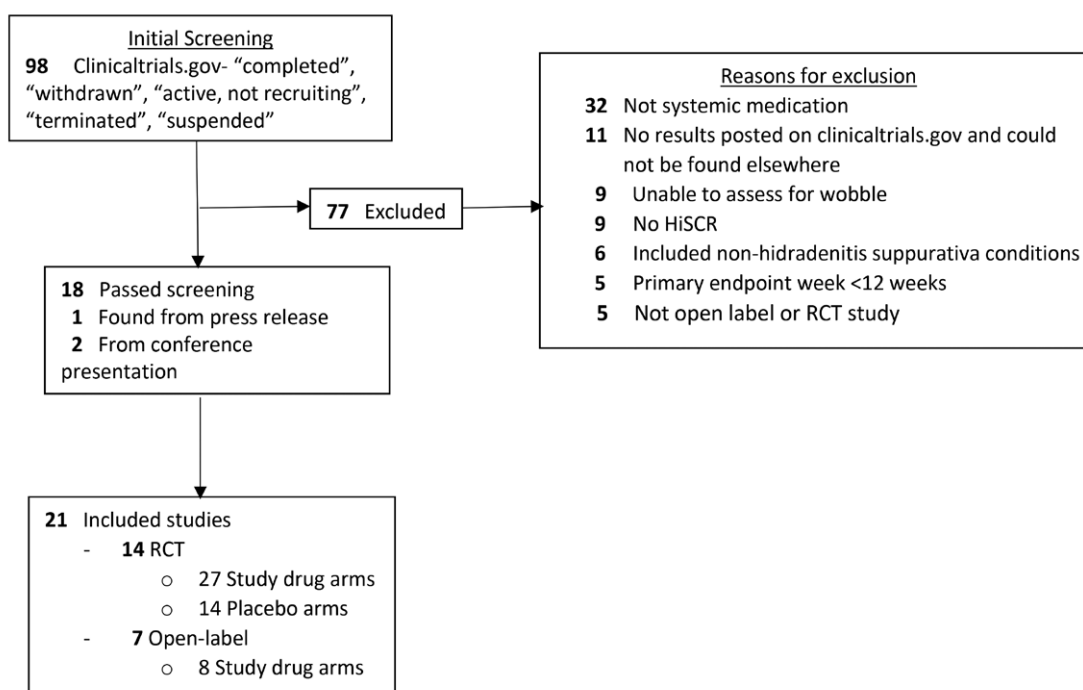 Initial Screening
98 Clinicaltrials.gov- “completed”,
“withdrawn”, “active, not recruiting”,
“terminated”, “suspended”
77 Excluded
Reasons for exclusion
32 Not systemic medication
11 No results posted on clinicaltrials.gov and could
not be found elsewhere
9 Unable to assess for wobble
9 No HiSCR
6 Included non-hidradenitis suppurativa conditions
5 Primary endpoint week <12 weeks
5 Not open label or RCT study
18 Passed screening
1 Found from press release
2 From conference
presentation
21 Included studies
- 14 RCT
o 27 Study drug arms
o 14 Placebo arms
- 7 Open-label
o 8 Study drug arms